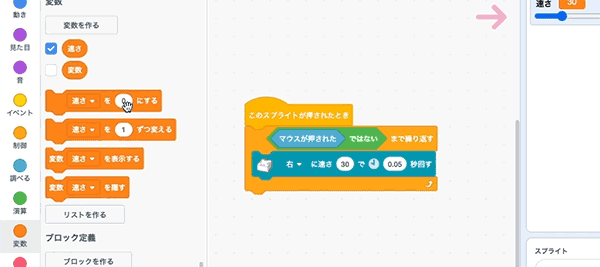 動き
見た目
音
イベント
制御
調べる
演算
変数
変数
変数を作る
速さ
変数
速さ を 0 にする
速さ を 1 ずつ変える
変数 速さ を表示する
変数 速さ を隠す
リストを作る
ブロック定義
ブロックを作る
このスプライトが押されたとき
マウスが押された ではない まで繰り返す
右 に速さ 30 で 0.05 秒回す
速さ 30
スプライト